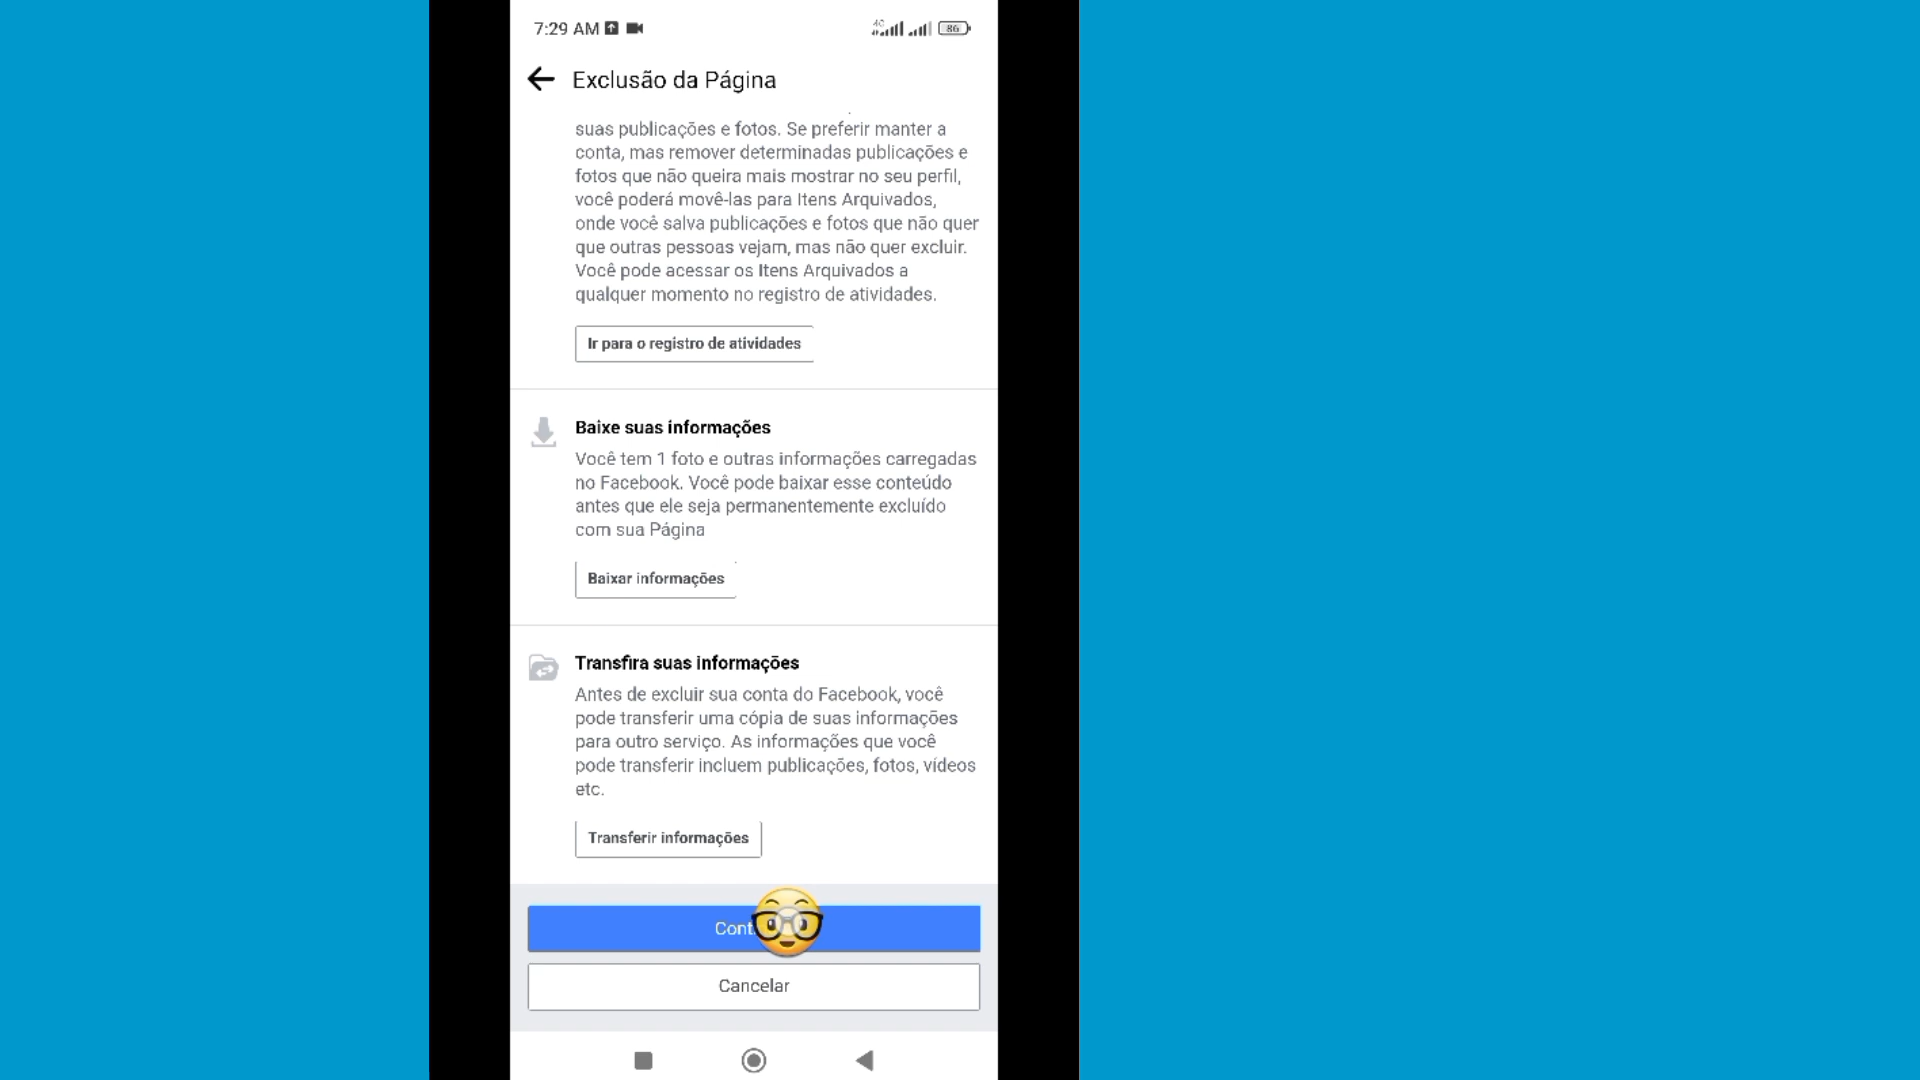 7:29 AM
4G
86
Exclusão da Página
suas publicações e fotos. Se preferir manter a
conta, mas remover determinadas publicações e
fotos que não queira mais mostrar no seu perfil,
você poderá movê-las para Itens Arquivados,
onde você salva publicações e fotos que não quer
que outras pessoas vejam, mas não quer excluir.
Você pode acessar os Itens Arquivados a
qualquer momento no registro de atividades.
Ir para o registro de atividades
Baixe suas informações
Você tem 1 foto e outras informações carregadas
no Facebook. Você pode baixar esse conteúdo
antes que ele seja permanentemente excluído
com sua Página
Baixar informações
Transfira suas informações
Antes de excluir sua conta do Facebook, você
pode transferir uma cópia de suas informações
para outro serviço. As informações que você
pode transferir incluem publicações, fotos, vídeos
etc.
Transferir informações
Cancelar